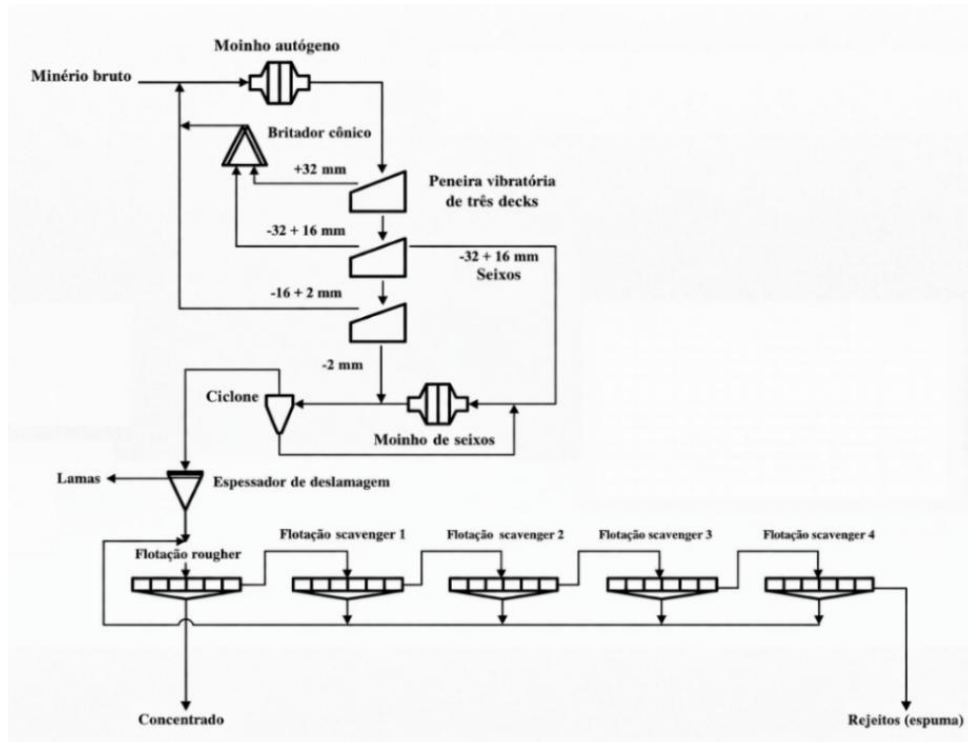 Moinho autógeno
Minério bruto
Britador cônico
+32 mm
Peneira vibratória
de três decks
-32 + 16 mm
-32 + 16 mm
Seixos
-16 + 2 mm
-2 mm
Ciclone
Moinho de seixos
Lamas
Espessador de deslamagem
Flotação rougher
Flotação scavenger 1
Flotação scavenger 2
Flotação scavenger 3
Flotação scavenger 4
Concentrado
Rejeitos (espuma)